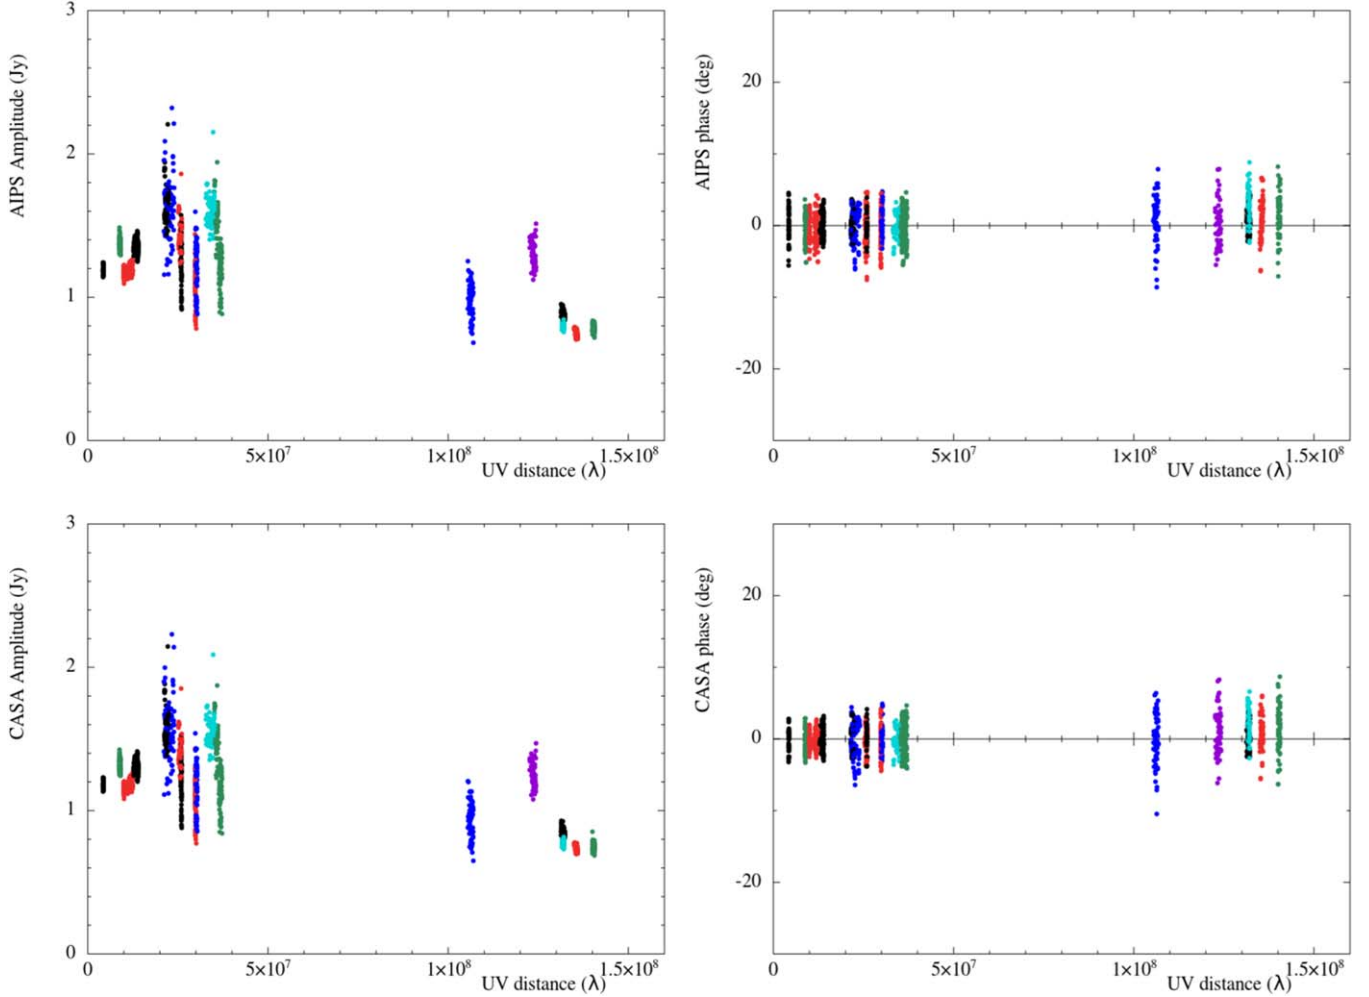 AIPS Amplitude (Jy)
3
2
1
0
0 5×10⁷ 1×10⁸ 1.5×10⁸
UV distance (λ)
AIPS phase (deg)
20
0
-20
0 5×10⁷ 1×10⁸ 1.5×10⁸
UV distance (λ)
CASA Amplitude (Jy)
3
2
1
0
0 5×10⁷ 1×10⁸ 1.5×10⁸
UV distance (λ)
CASA phase (deg)
20
0
-20
0 5×10⁷ 1×10⁸ 1.5×10⁸
UV distance (λ)